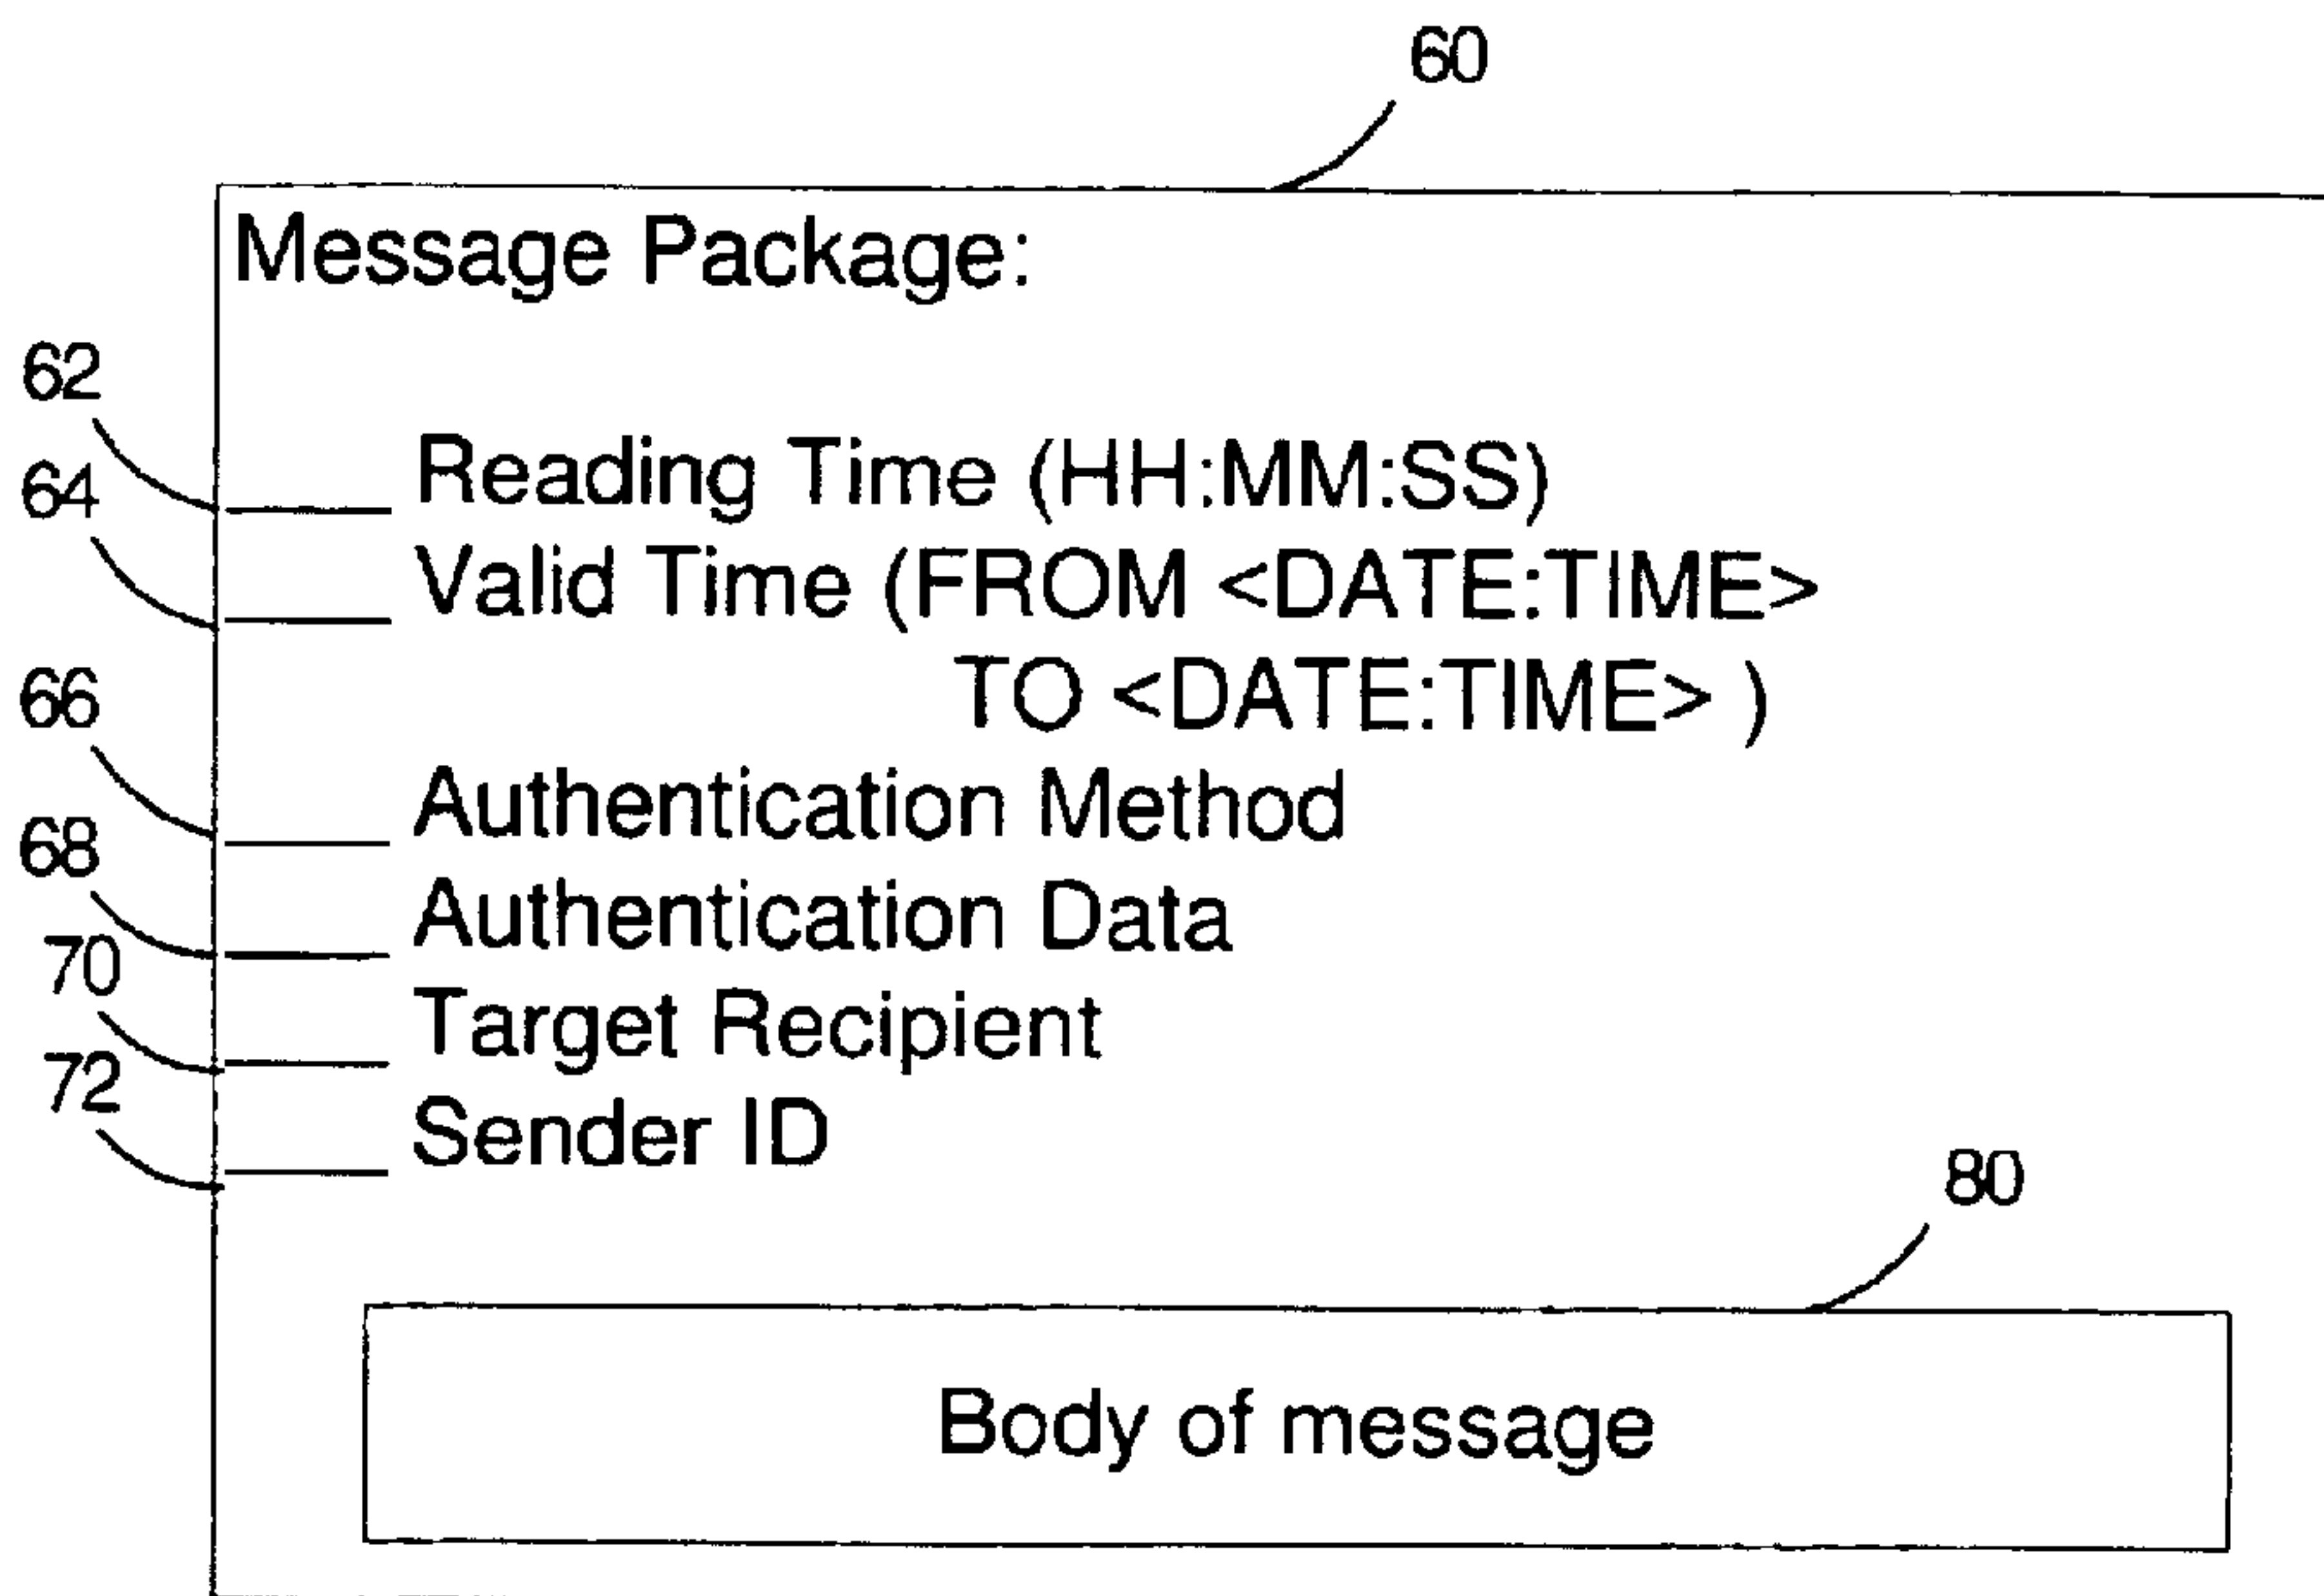 60
Message Package:
62
Reading Time (HH:MM:SS)
64
Valid Time (FROM <DATE:TIME>
TO <DATE:TIME> )
66
Authentication Method
68
Authentication Data
70
Target Recipient
72
Sender ID
80
Body of message